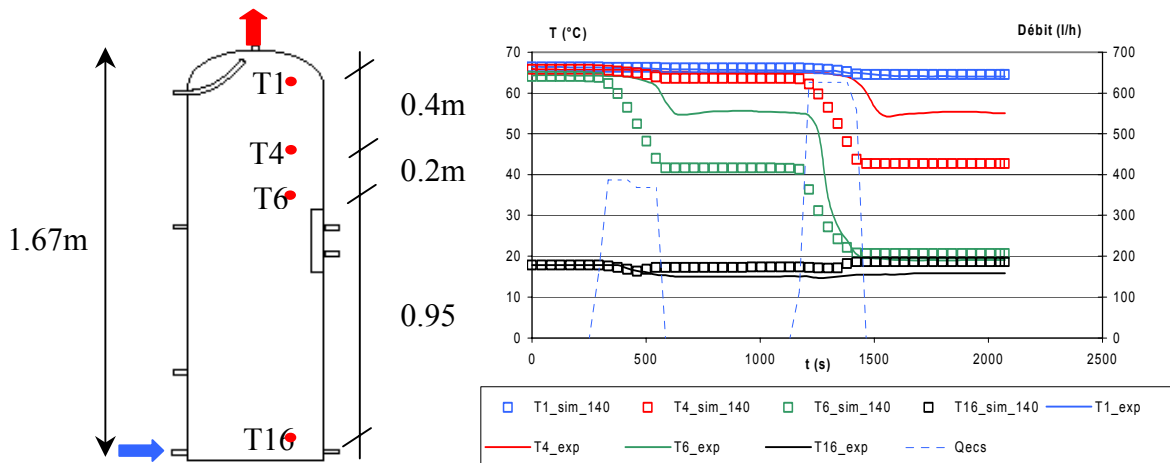 T1
T4
T6
T16
1.67m
0.4m
0.2m
0.95
T (°C)
Débit (l/h)
70
60
50
40
30
20
10
0
700
600
500
400
300
200
100
0
0
500
1000
1500
2000
2500
t (s)
T1_sim_140
T4_sim_140
T6_sim_140
T16_sim_140
T1_exp
T4_exp
T6_exp
T16_exp
Qecs